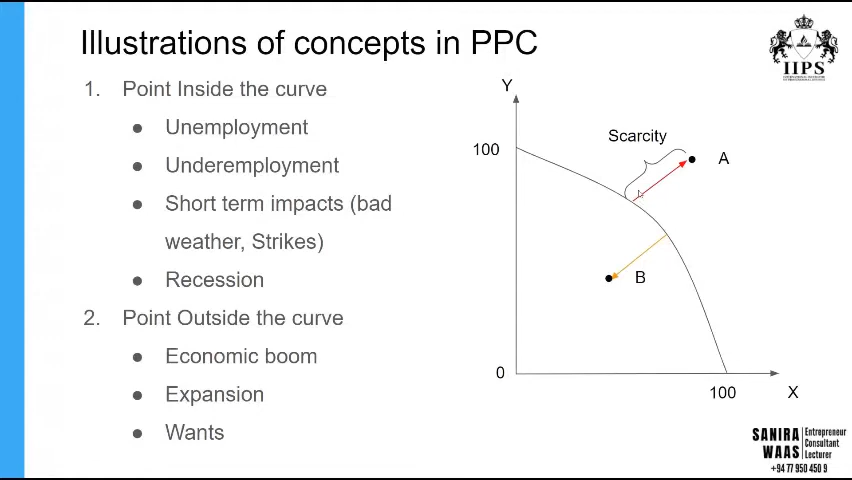 Illustrations of concepts in PPC
IIPS
1. Point Inside the curve
● Unemployment
● Underemployment
● Short term impacts (bad
weather, Strikes)
● Recession
2. Point Outside the curve
● Economic boom
● Expansion
● Wants
Y
100
Scarcity
A
B
0
100
X
SANIRA
WAAS
Entrepreneur
Consultant
Lecturer
+94 77 950 450 9